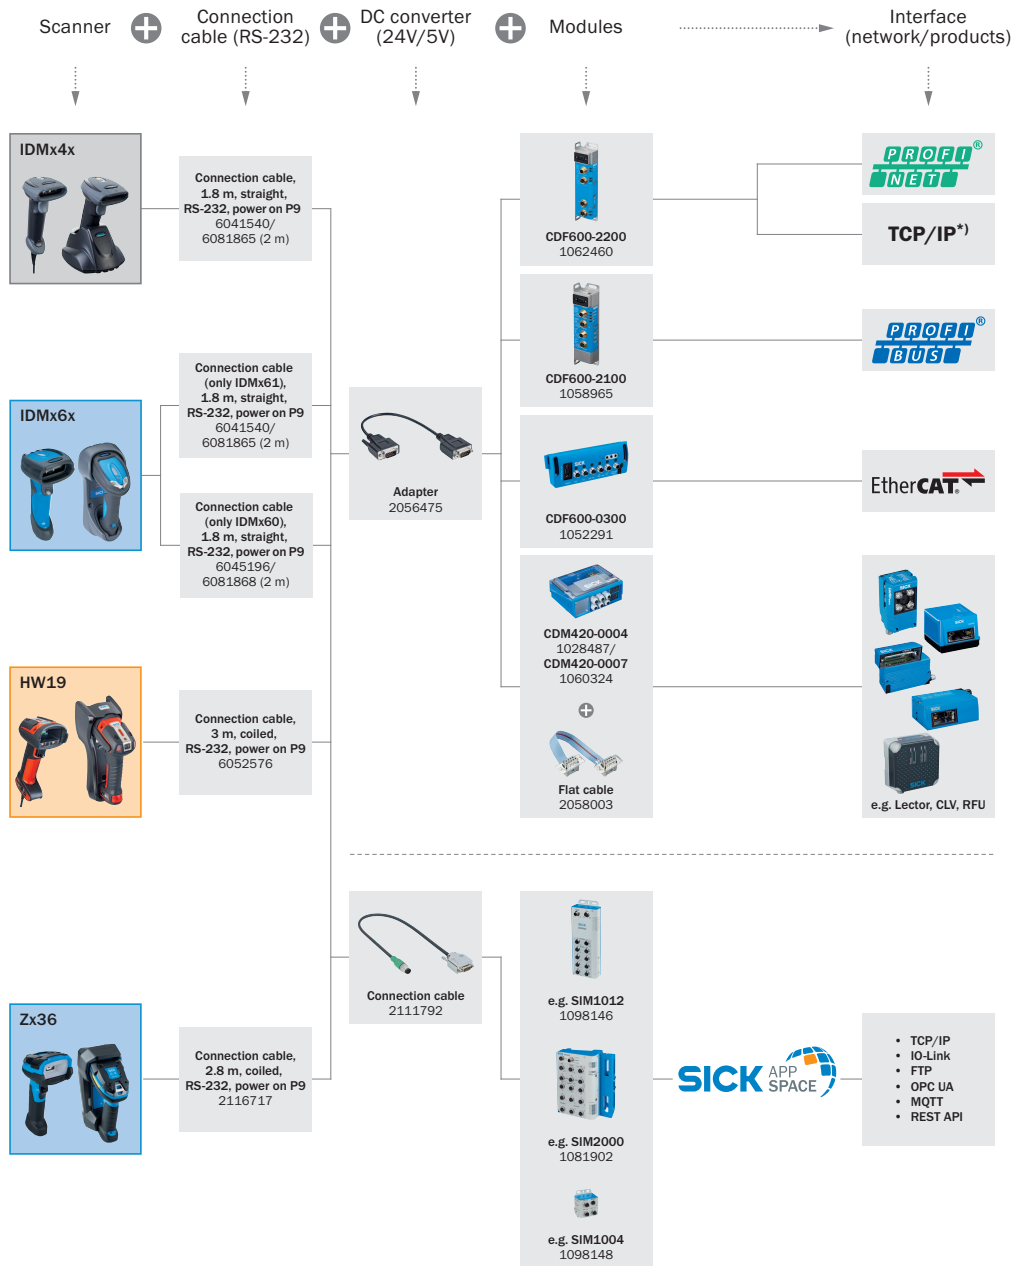 Scanner
Connection
cable (RS-232)
DC converter
(24V/5V)
Modules
Interface
(network/products)
IDMx4x
Connection cable,
1.8 m, straight,
RS-232, power on P9
6041540/
6081865 (2 m)
CDF600-2200
1062460
PROFI®
NET
TCP/IP*)
IDMx6x
Connection cable
(only IDMx61),
1.8 m, straight,
RS-232, power on P9
6041540/
6081865 (2 m)
Connection cable
(only IDMx60),
1.8 m, straight,
RS-232, power on P9
6045196/
6081868 (2 m)
Adapter
2056475
CDF600-2100
1058965
PROFI®
BUS
SICK
CDF600-0300
1052291
EtherCAT®
SICK
CDM420-0004
1028487/
CDM420-0007
1060324
Flat cable
2058003
SICK
SICK
SICK
e.g. Lector, CLV, RFU
HW19
Connection cable,
3 m, coiled,
RS-232, power on P9
6052576
Connection cable
2111792
SICK
e.g. SIM1012
1098146
e.g. SIM2000
1081902
e.g. SIM1004
1098148
SICK APP
SPACE
• TCP/IP
• IO-Link
• FTP
• OPC UA
• MQTT
• REST API
Zx36
Connection cable,
2.8 m, coiled,
RS-232, power on P9
2116717